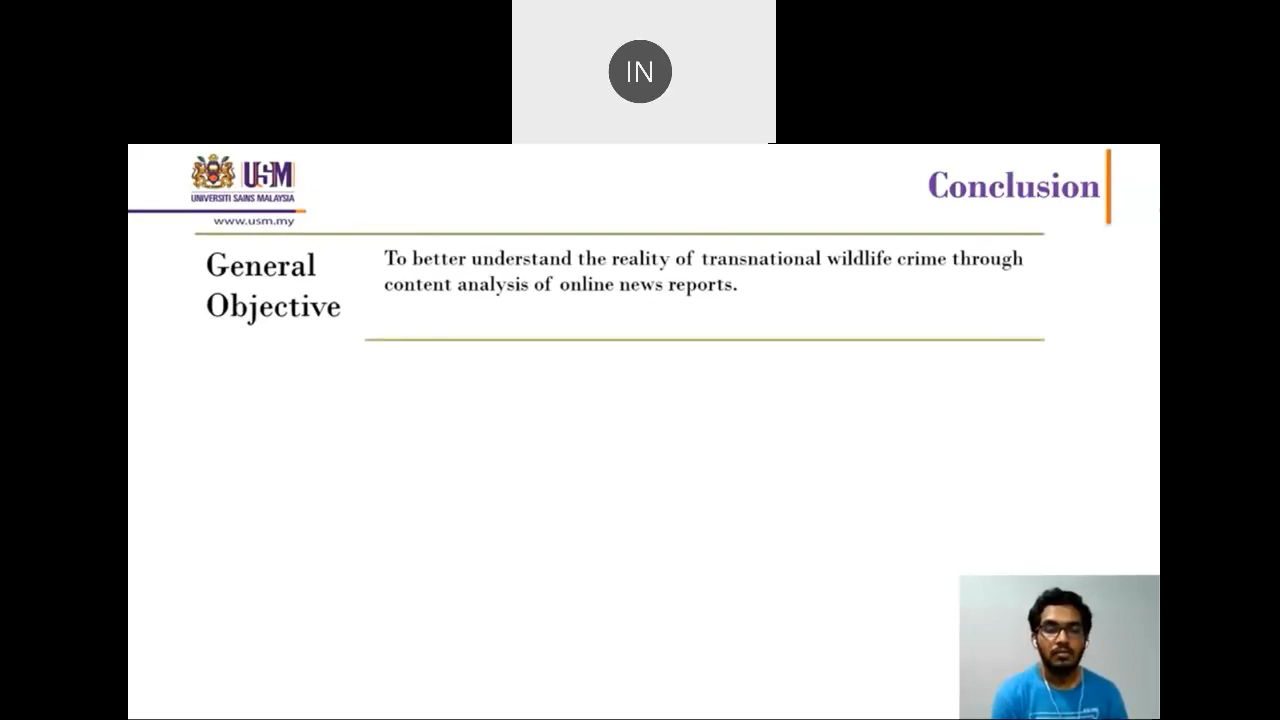 IN
USM
UNIVERSITI SAINS MALAYSIA
www.usm.my
Conclusion
General
Objective
To better understand the reality of transnational wildlife crime through
content analysis of online news reports.